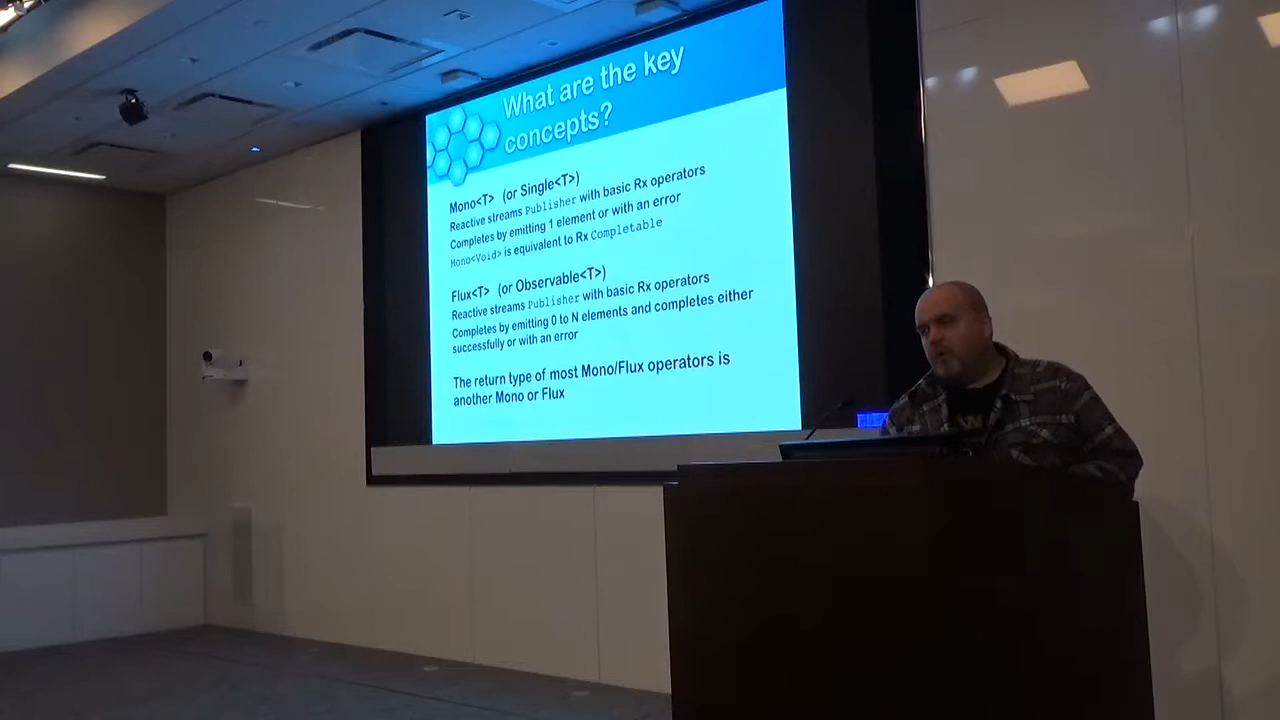 What are the key
concepts?
Mono<T> (or Single<T>)
Reactive streams Publisher with basic Rx operators
Completes by emitting 1 element or with an error
Mono<Void> is equivalent to Rx Completable
Flux<T> (or Observable<T>)
Reactive streams Publisher with basic Rx operators
Completes by emitting 0 to N elements and completes either
successfully or with an error
The return type of most Mono/Flux operators is
another Mono or Flux